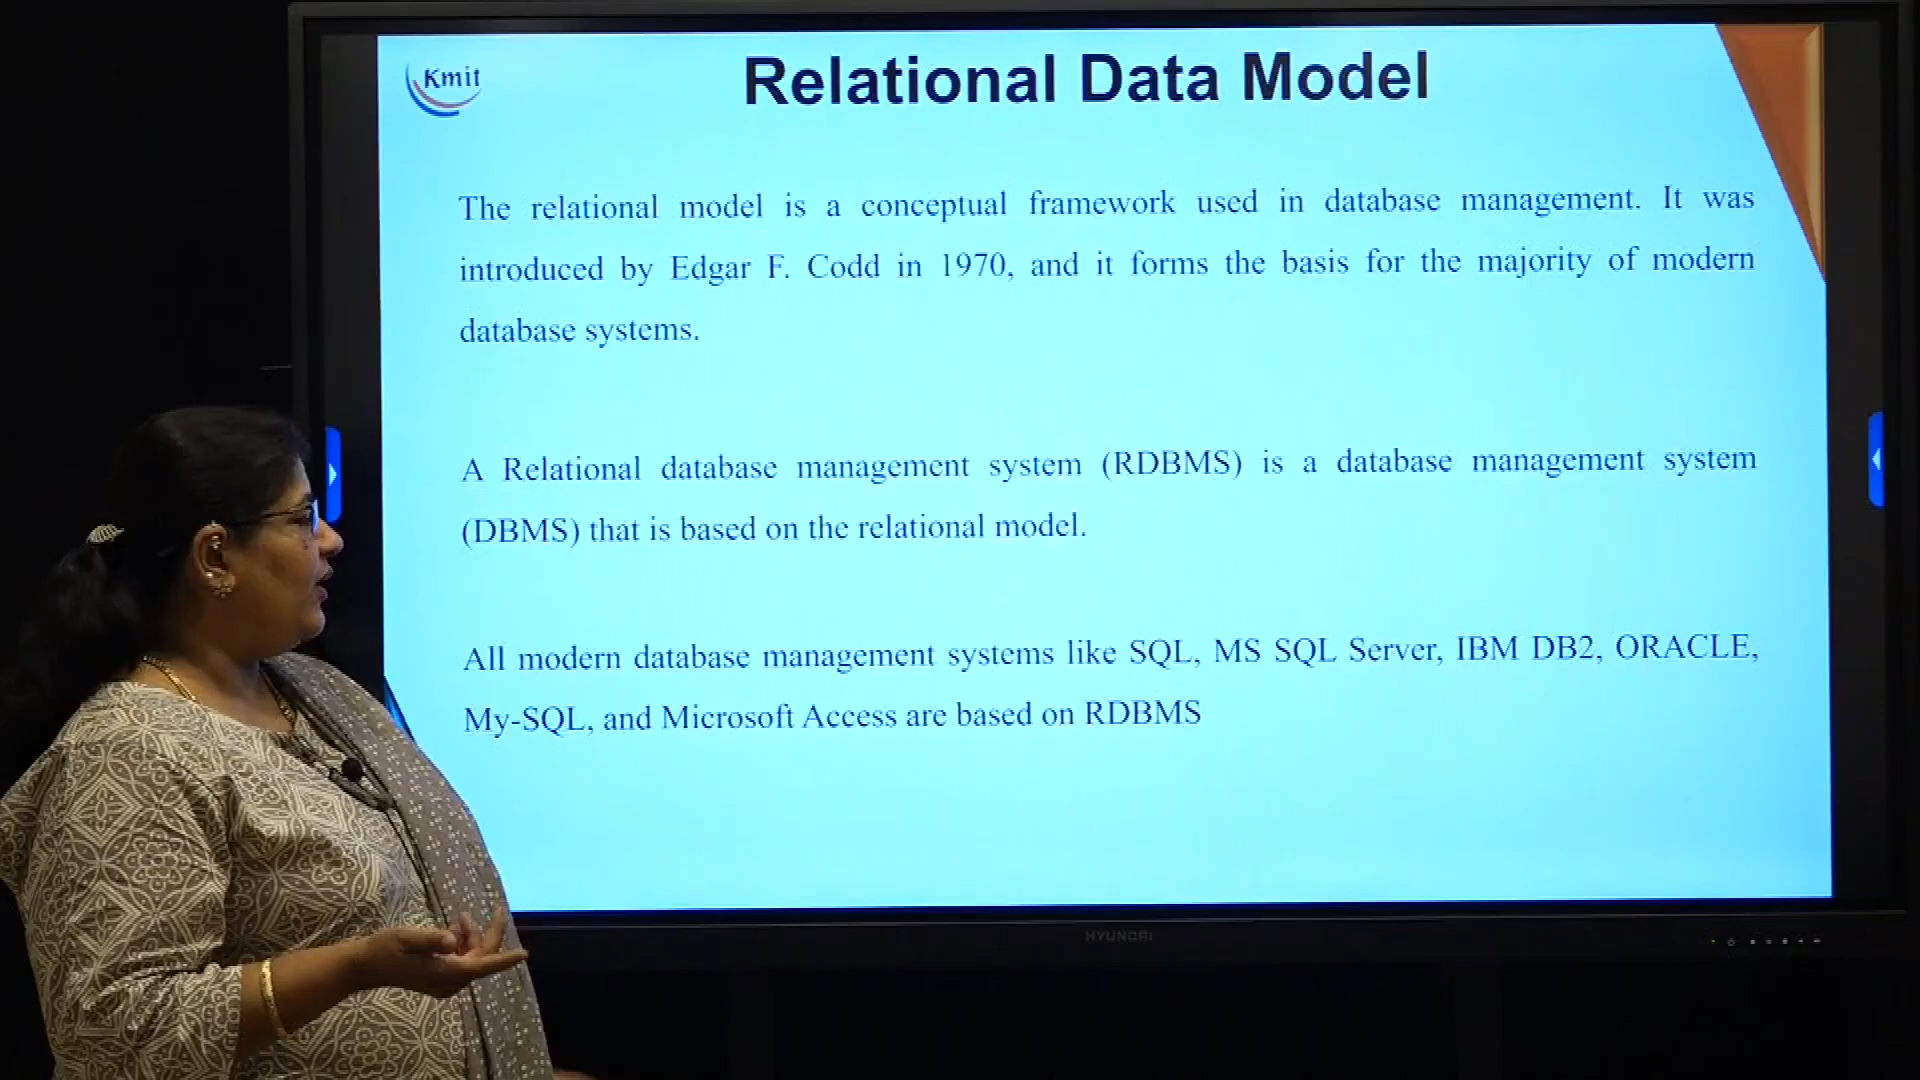 Kmit
Relational Data Model
The relational model is a conceptual framework used in database management. It was
introduced by Edgar F. Codd in 1970, and it forms the basis for the majority of modern
database systems.
A Relational database management system (RDBMS) is a database management system
(DBMS) that is based on the relational model.
All modern database management systems like SQL, MS SQL Server, IBM DB2, ORACLE,
My-SQL, and Microsoft Access are based on RDBMS
HYUNDAI